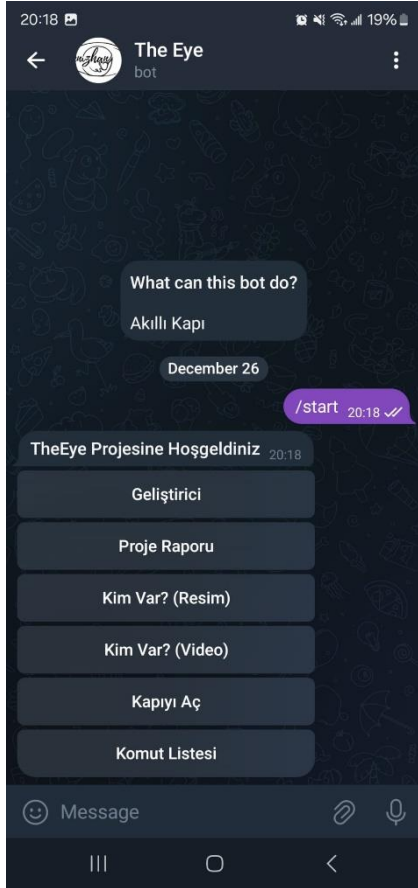 20:18
19%
The Eye
bot
What can this bot do?
Akıllı Kapı
December 26
/start 20:18
TheEye Projesine Hoşgeldiniz 20:18
Geliştirici
Proje Raporu
Kim Var? (Resim)
Kim Var? (Video)
Kapıyı Aç
Komut Listesi
Message